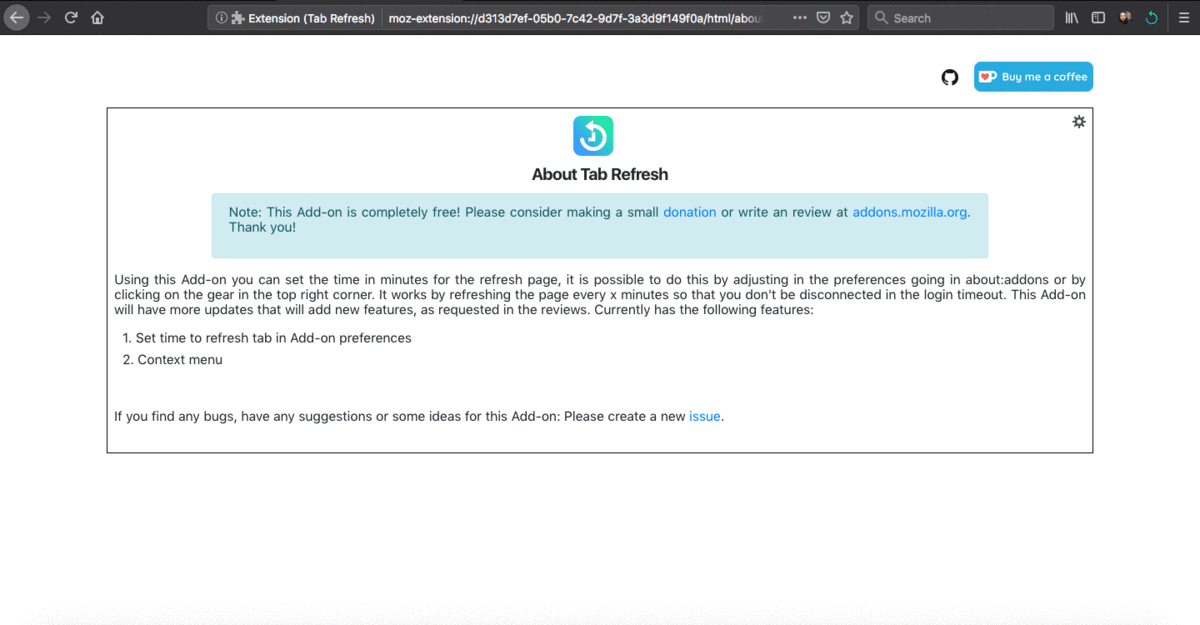 Extension (Tab Refresh) moz-extension://d313d7ef-05b0-7c42-9d7f-3a3d9f149f0a/html/abou
Search
Buy me a coffee
About Tab Refresh
Note: This Add-on is completely free! Please consider making a small donation or write an review at addons.mozilla.org.
Thank you!
Using this Add-on you can set the time in minutes for the refresh page, it is possible to do this by adjusting in the preferences going in about:addons or by
clicking on the gear in the top right corner. It works by refreshing the page every x minutes so that you don't be disconnected in the login timeout. This Add-on
will have more updates that will add new features, as requested in the reviews. Currently has the following features:
1. Set time to refresh tab in Add-on preferences
2. Context menu
If you find any bugs, have any suggestions or some ideas for this Add-on: Please create a new issue.